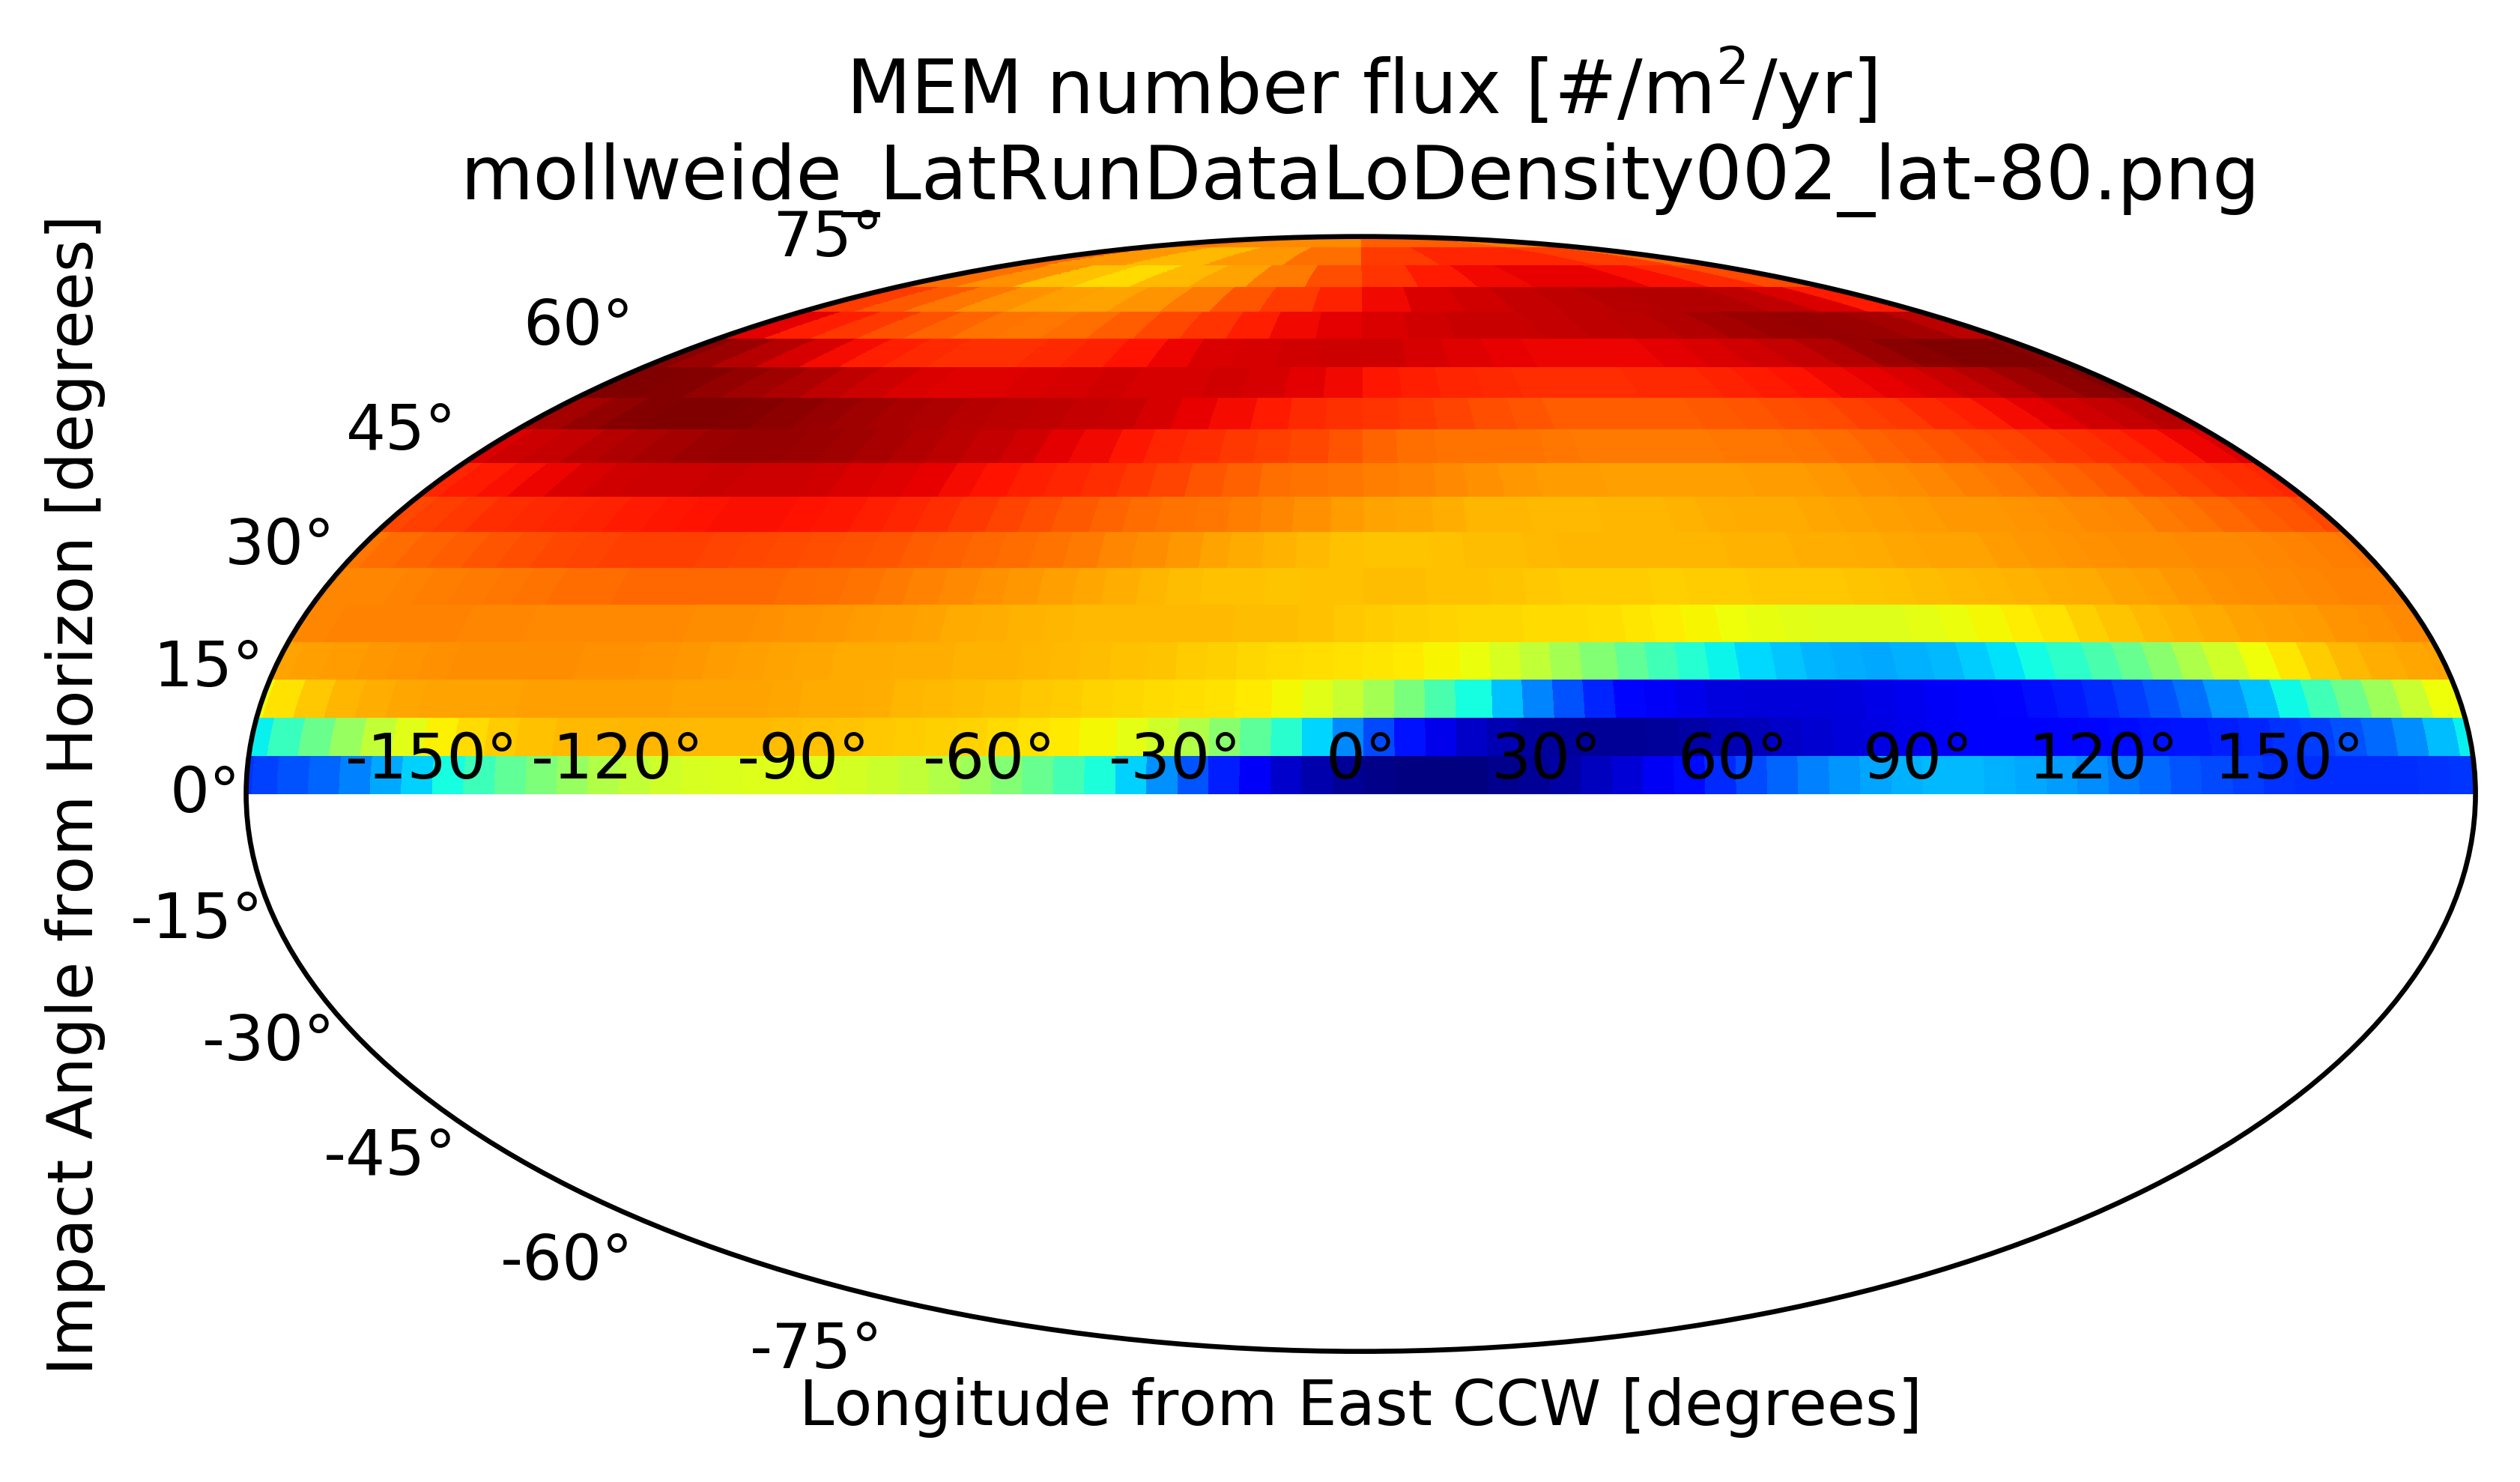 MEM number flux [#/m²/yr]
mollweide_LatRunDataLoDensity002_lat-80.png
75°
60°
45°
30°
15°
0°
-15°
-30°
-45°
-60°
-75°
-150° -120° -90° -60° -30° 0° 30° 60° 90° 120° 150°
Impact Angle from Horizon [degrees]
Longitude from East CCW [degrees]